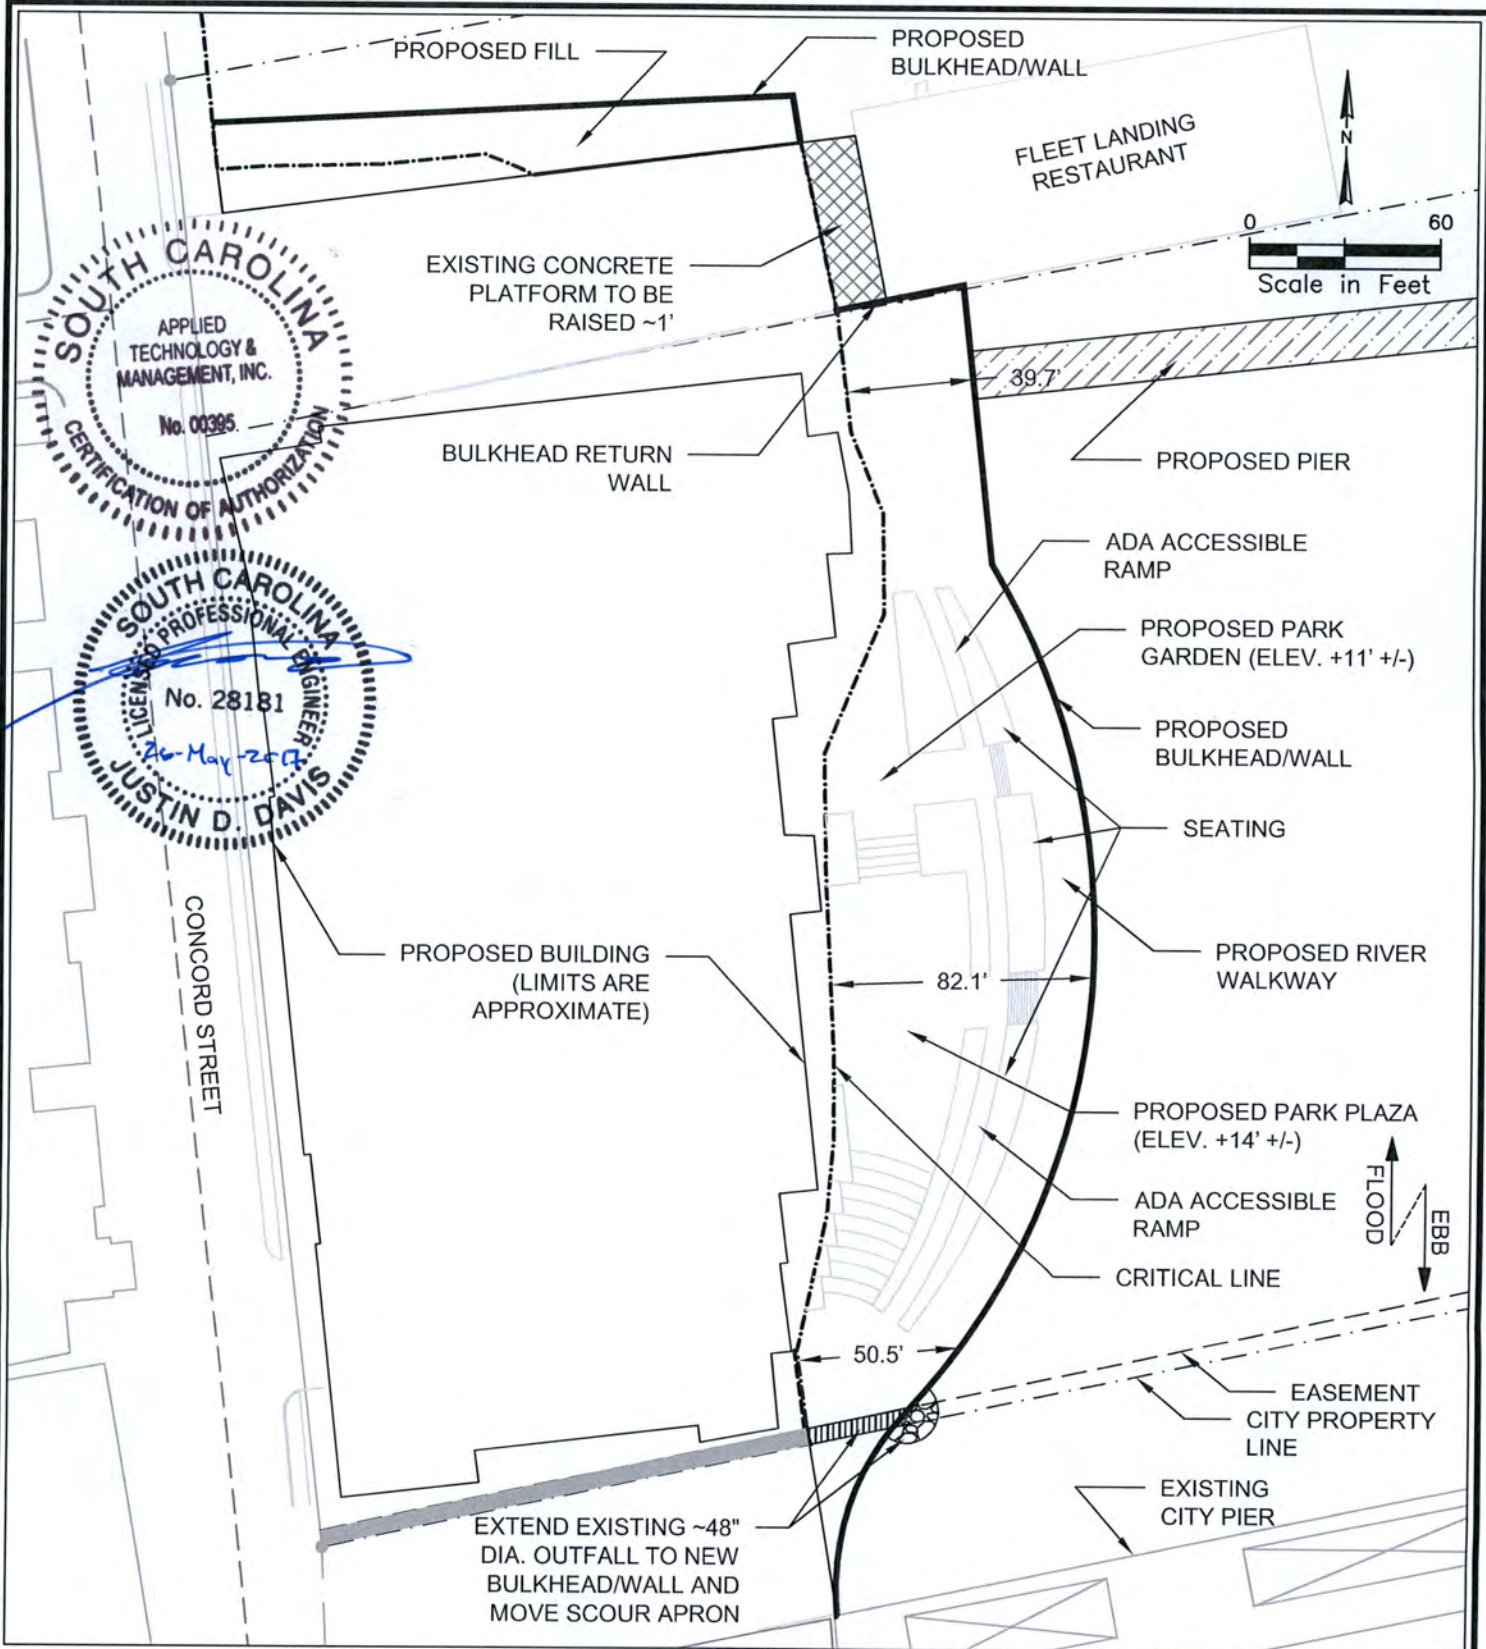 PROPOSED FILL
PROPOSED
BULKHEAD/WALL
FLEET LANDING
RESTAURANT
N
0 60
Scale in Feet
EXISTING CONCRETE
PLATFORM TO BE
RAISED ~1'
SOUTH CAROLINA
APPLIED
TECHNOLOGY &
MANAGEMENT, INC.
No. 00395
CERTIFICATION OF AUTHORIZATION
39.7'
BULKHEAD RETURN
WALL
PROPOSED PIER
ADA ACCESSIBLE
RAMP
SOUTH CAROLINA
LICENSED PROFESSIONAL ENGINEER
No. 28181
26-May-2017
JUSTIN D. DAVIS
PROPOSED PARK
GARDEN (ELEV. +11' +/-)
PROPOSED
BULKHEAD/WALL
SEATING
CONCORD STREET
PROPOSED BUILDING
(LIMITS ARE
APPROXIMATE)
82.1'
PROPOSED RIVER
WALKWAY
PROPOSED PARK PLAZA
(ELEV. +14' +/-)
FLOOD
EBB
ADA ACCESSIBLE
RAMP
CRITICAL LINE
50.5'
EASEMENT
CITY PROPERTY
LINE
EXISTING
CITY PIER
EXTEND EXISTING ~48"
DIA. OUTFALL TO NEW
BULKHEAD/WALL AND
MOVE SCOUR APRON